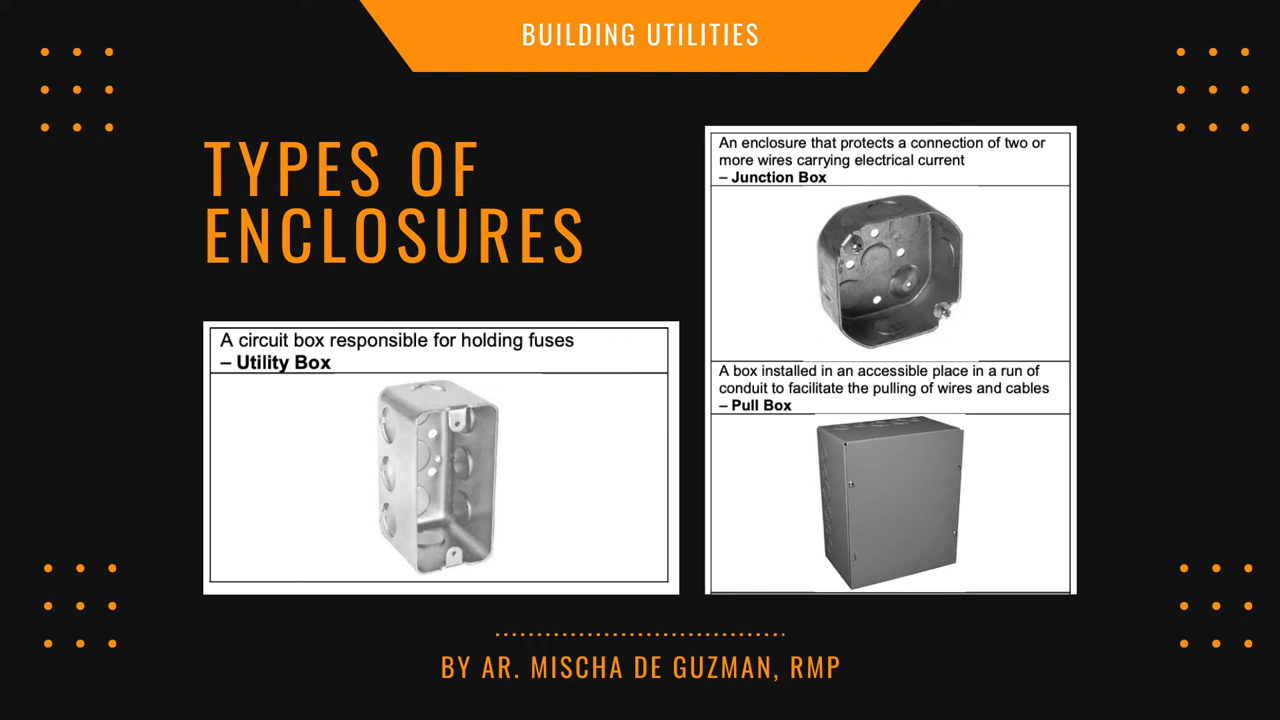 BUILDING UTILITIES
TYPES OF
ENCLOSURES
A circuit box responsible for holding fuses
– Utility Box
An enclosure that protects a connection of two or
more wires carrying electrical current
– Junction Box
A box installed in an accessible place in a run of
conduit to facilitate the pulling of wires and cables
– Pull Box
BY AR. MISCHA DE GUZMAN, RMP